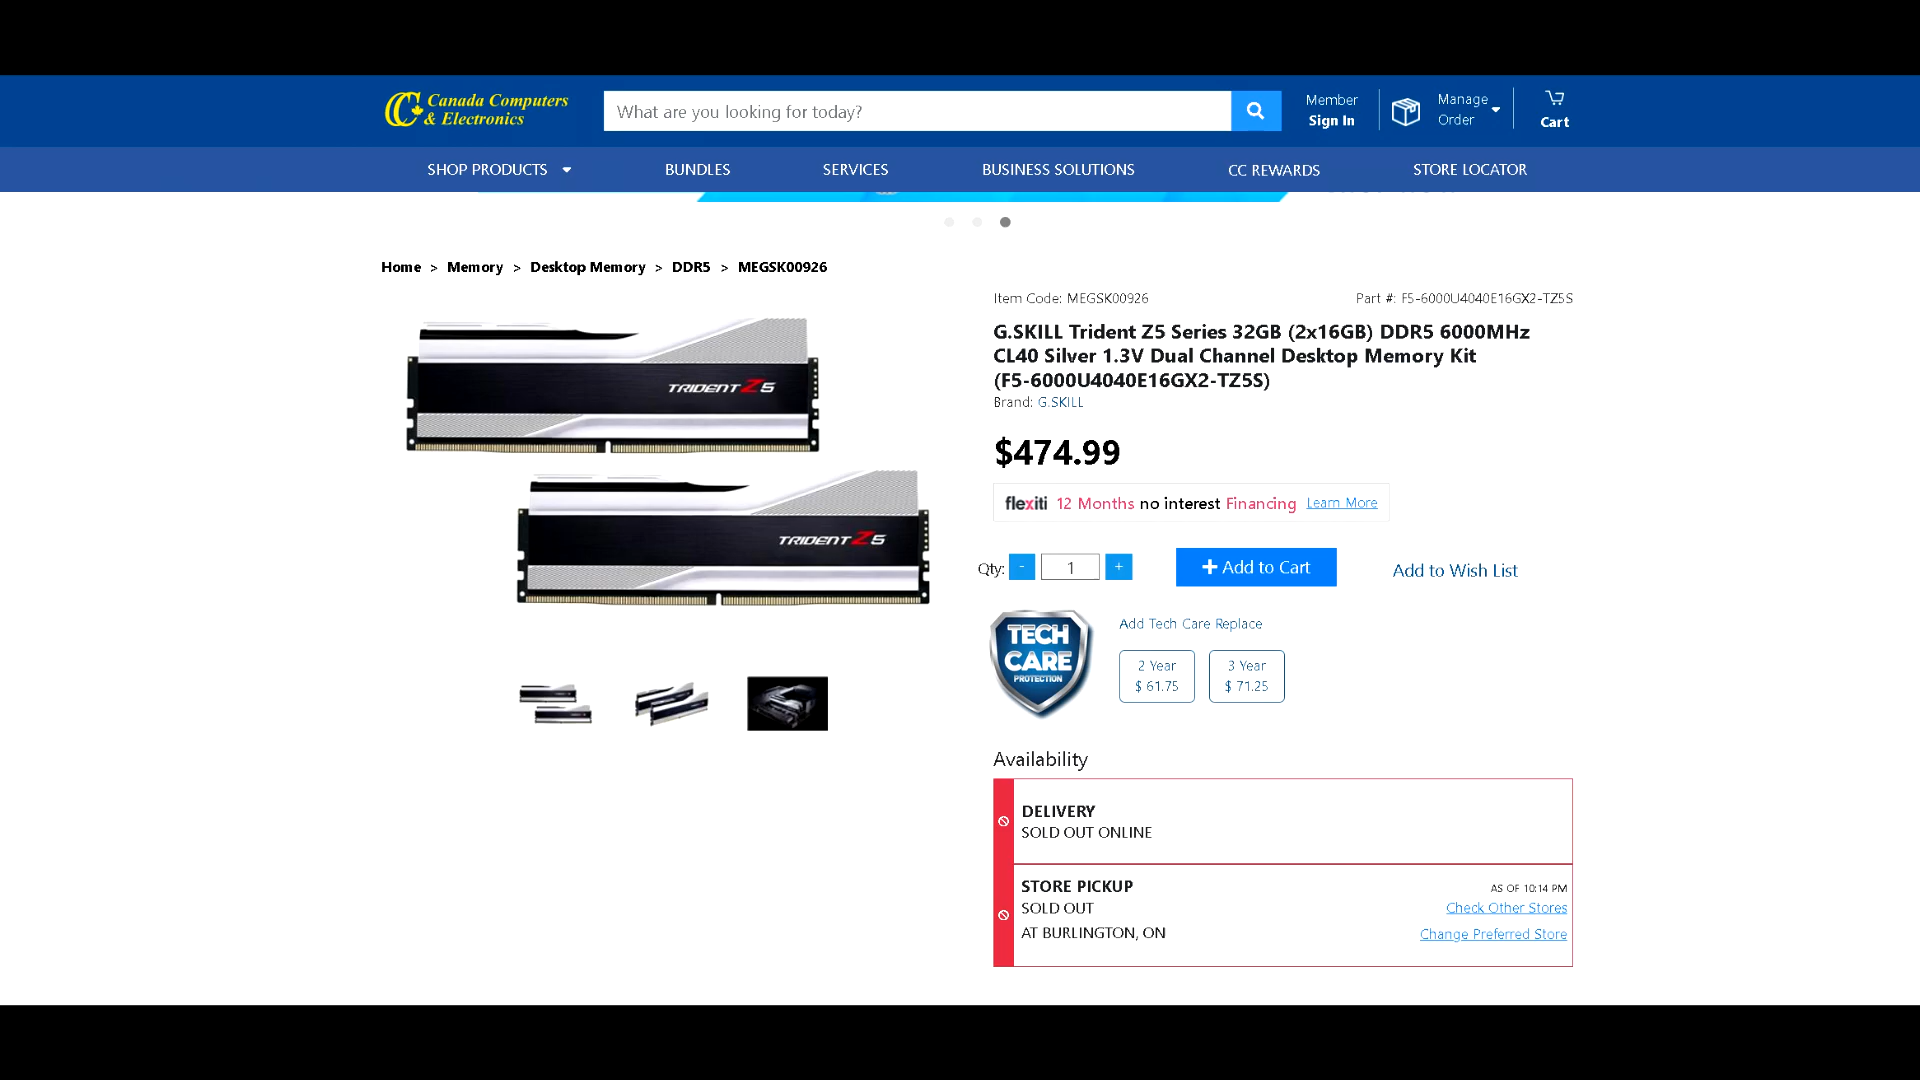 Canada Computers
& Electronics
What are you looking for today?
Member
Sign In
Manage
Order
Cart
SHOP PRODUCTS
BUNDLES
SERVICES
BUSINESS SOLUTIONS
CC REWARDS
STORE LOCATOR
Home > Memory > Desktop Memory > DDR5 > MEGSK00926
Item Code: MEGSK00926
Part #: F5-6000U4040E16GX2-TZ5S
G.SKILL Trident Z5 Series 32GB (2x16GB) DDR5 6000MHz
CL40 Silver 1.3V Dual Channel Desktop Memory Kit
(F5-6000U4040E16GX2-TZ5S)
Brand: G.SKILL
TRIDENT Z5
TRIDENT Z5
$474.99
flexiti 12 Months no interest Financing Learn More
Qty: - 1 +
Add to Cart
Add to Wish List
TECH
CARE
PROTECTION
Add Tech Care Replace
2 Year
$ 61.75
3 Year
$ 71.25
Availability
DELIVERY
SOLD OUT ONLINE
STORE PICKUP
AS OF 10:14 PM
SOLD OUT
Check Other Stores
AT BURLINGTON, ON
Change Preferred Store